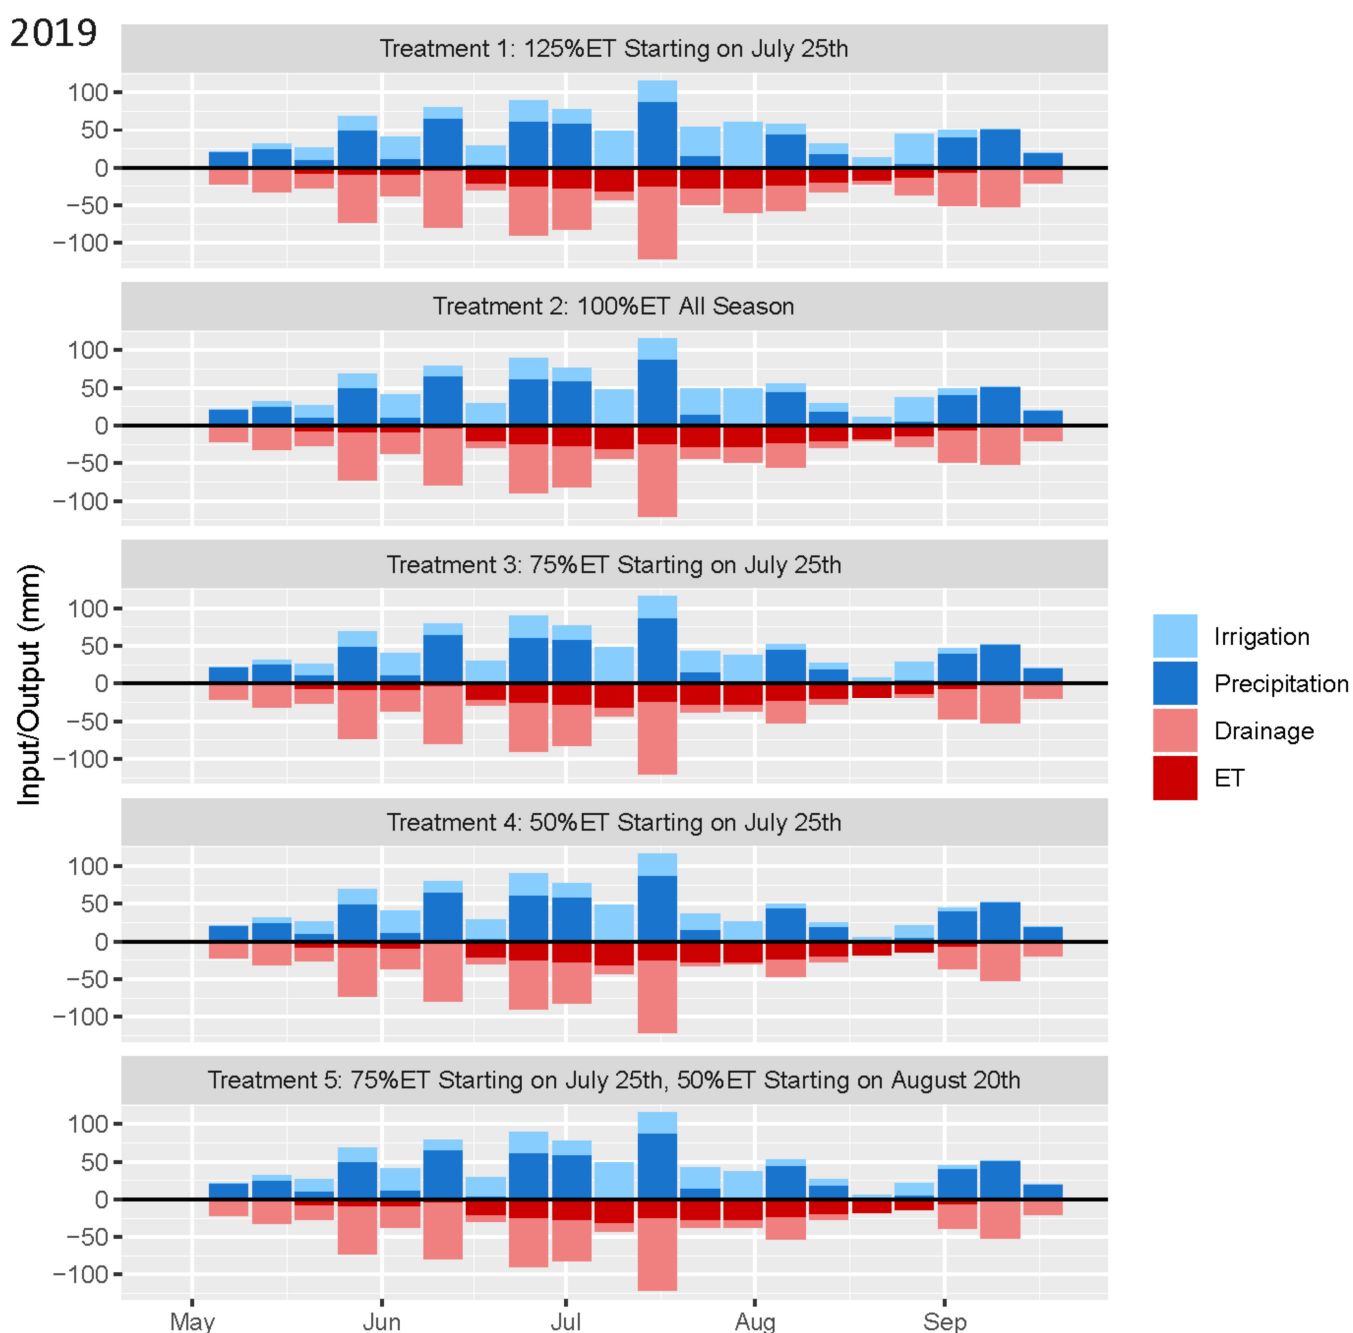 2019
Treatment 1: 125%ET Starting on July 25th
100
50
0
−50
−100
Treatment 2: 100%ET All Season
100
50
0
−50
−100
Treatment 3: 75%ET Starting on July 25th
100
50
0
−50
−100
Treatment 4: 50%ET Starting on July 25th
100
50
0
−50
−100
Treatment 5: 75%ET Starting on July 25th, 50%ET Starting on August 20th
100
50
0
−50
−100
May Jun Jul Aug Sep
Input/Output (mm)
Irrigation
Precipitation
Drainage
ET